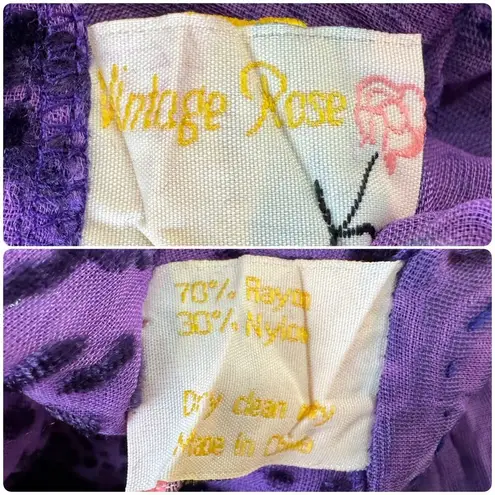 Vintage Rose
70% Rayon
30% Nylon
Dry clean only
Made In China